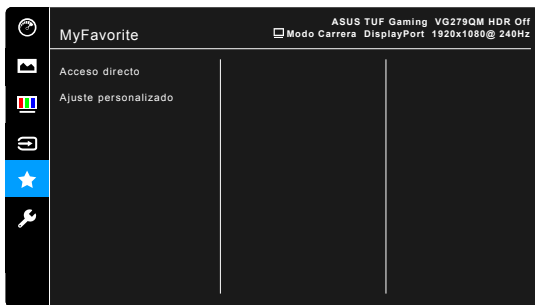 MyFavorite
ASUS TUF Gaming VG279QM HDR Off
Modo Carrera DisplayPort 1920x1080@ 240Hz
Acceso directo
Ajuste personalizado